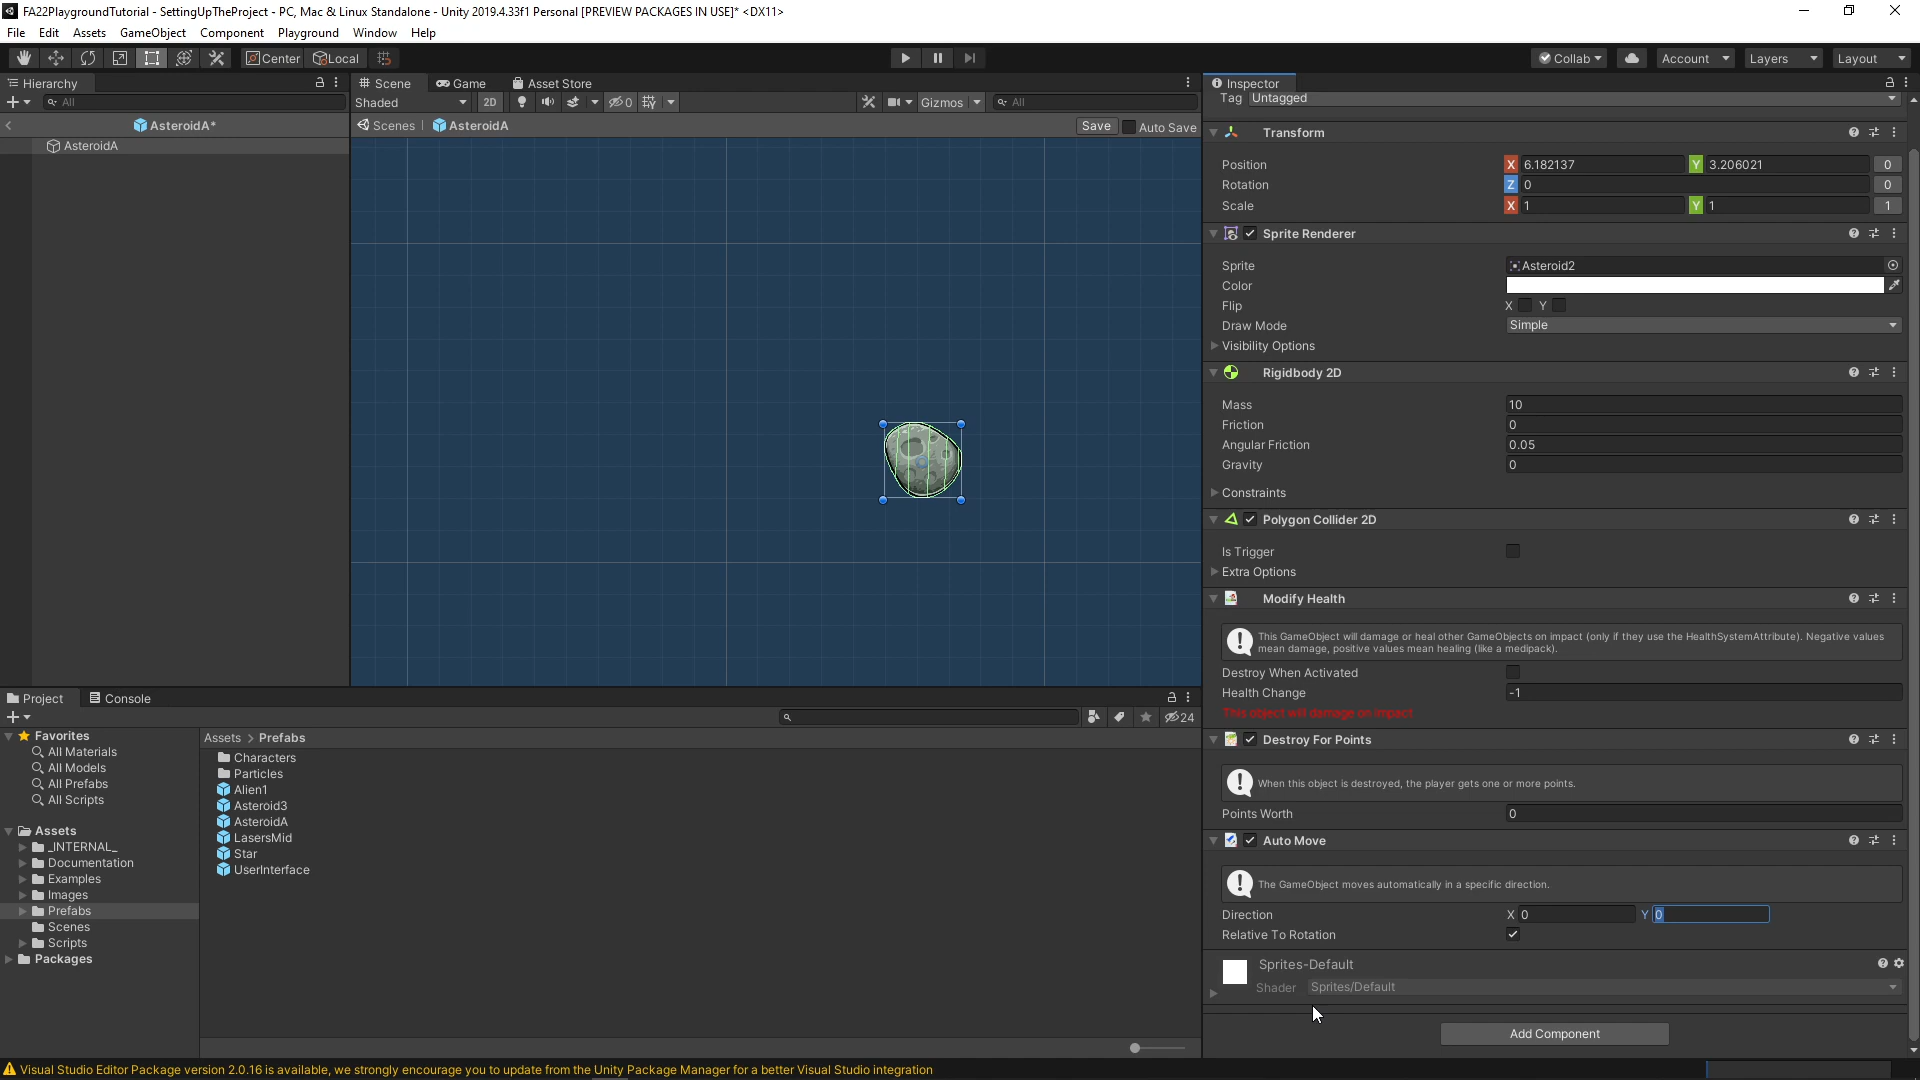 FA22PlaygroundTutorial - SettingUpTheProject - PC, Mac & Linux Standalone - Unity 2019.4.33f1 Personal [PREVIEW PACKAGES IN USE]* <DX11>
File Edit Assets GameObject Component Playground Window Help
Center Local Collab Account Layers Layout
Hierarchy
All
AsteroidA*
AsteroidA
Scene Game Asset Store
Shaded 2D 0 Gizmos All
Scenes AsteroidA Save Auto Save
Inspector
Tag Untagged
Transform
Position X 6.182137 Y 3.206021 0
Rotation Z 0 0
Scale X 1 Y 1 1
Sprite Renderer
Sprite Asteroid2
Color
Flip X Y
Draw Mode Simple
Visibility Options
Rigidbody 2D
Mass 10
Friction 0
Angular Friction 0.05
Gravity 0
Constraints
Polygon Collider 2D
Is Trigger
Extra Options
Modify Health
This GameObject will damage or heal other GameObjects on impact (only if they use the HealthSystemAttribute). Negative values
mean damage, positive values mean healing (like a medipack).
Destroy When Activated
Health Change -1
This object will damage on impact
Destroy For Points
When this object is destroyed, the player gets one or more points.
Points Worth 0
Auto Move
The GameObject moves automatically in a specific direction.
Direction X 0 Y 0
Relative To Rotation
Sprites-Default
Shader Sprites/Default
Add Component
Project Console
24
Favorites
All Materials
All Models
All Prefabs
All Scripts
Assets
_INTERNAL_
Documentation
Examples
Images
Prefabs
Scenes
Scripts
Packages
Assets > Prefabs
Characters
Particles
Alien1
Asteroid3
AsteroidA
LasersMid
Star
UserInterface
Visual Studio Editor Package version 2.0.16 is available, we strongly encourage you to update from the Unity Package Manager for a better Visual Studio integration